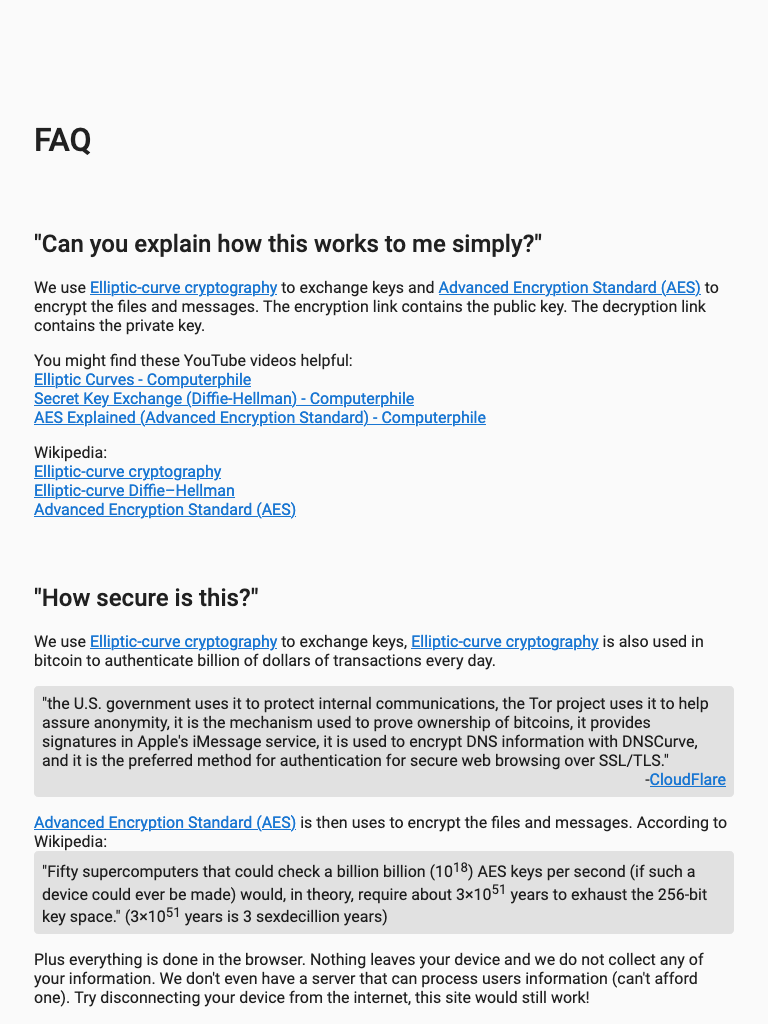 FAQ
"Can you explain how this works to me simply?"
We use Elliptic-curve cryptography to exchange keys and Advanced Encryption Standard (AES) to
encrypt the files and messages. The encryption link contains the public key. The decryption link
contains the private key.
You might find these YouTube videos helpful:
Elliptic Curves - Computerphile
Secret Key Exchange (Diffie-Hellman) - Computerphile
AES Explained (Advanced Encryption Standard) - Computerphile
Wikipedia:
Elliptic-curve cryptography
Elliptic-curve Diffie–Hellman
Advanced Encryption Standard (AES)
"How secure is this?"
We use Elliptic-curve cryptography to exchange keys, Elliptic-curve cryptography is also used in
bitcoin to authenticate billion of dollars of transactions every day.
"the U.S. government uses it to protect internal communications, the Tor project uses it to help
assure anonymity, it is the mechanism used to prove ownership of bitcoins, it provides
signatures in Apple's iMessage service, it is used to encrypt DNS information with DNSCurve,
and it is the preferred method for authentication for secure web browsing over SSL/TLS."
-CloudFlare
Advanced Encryption Standard (AES) is then uses to encrypt the files and messages. According to
Wikipedia:
"Fifty supercomputers that could check a billion billion (10¹⁸) AES keys per second (if such a
device could ever be made) would, in theory, require about 3×10⁵¹ years to exhaust the 256-bit
key space." (3×10⁵¹ years is 3 sexdecillion years)
Plus everything is done in the browser. Nothing leaves your device and we do not collect any of
your information. We don't even have a server that can process users information (can't afford
one). Try disconnecting your device from the internet, this site would still work!